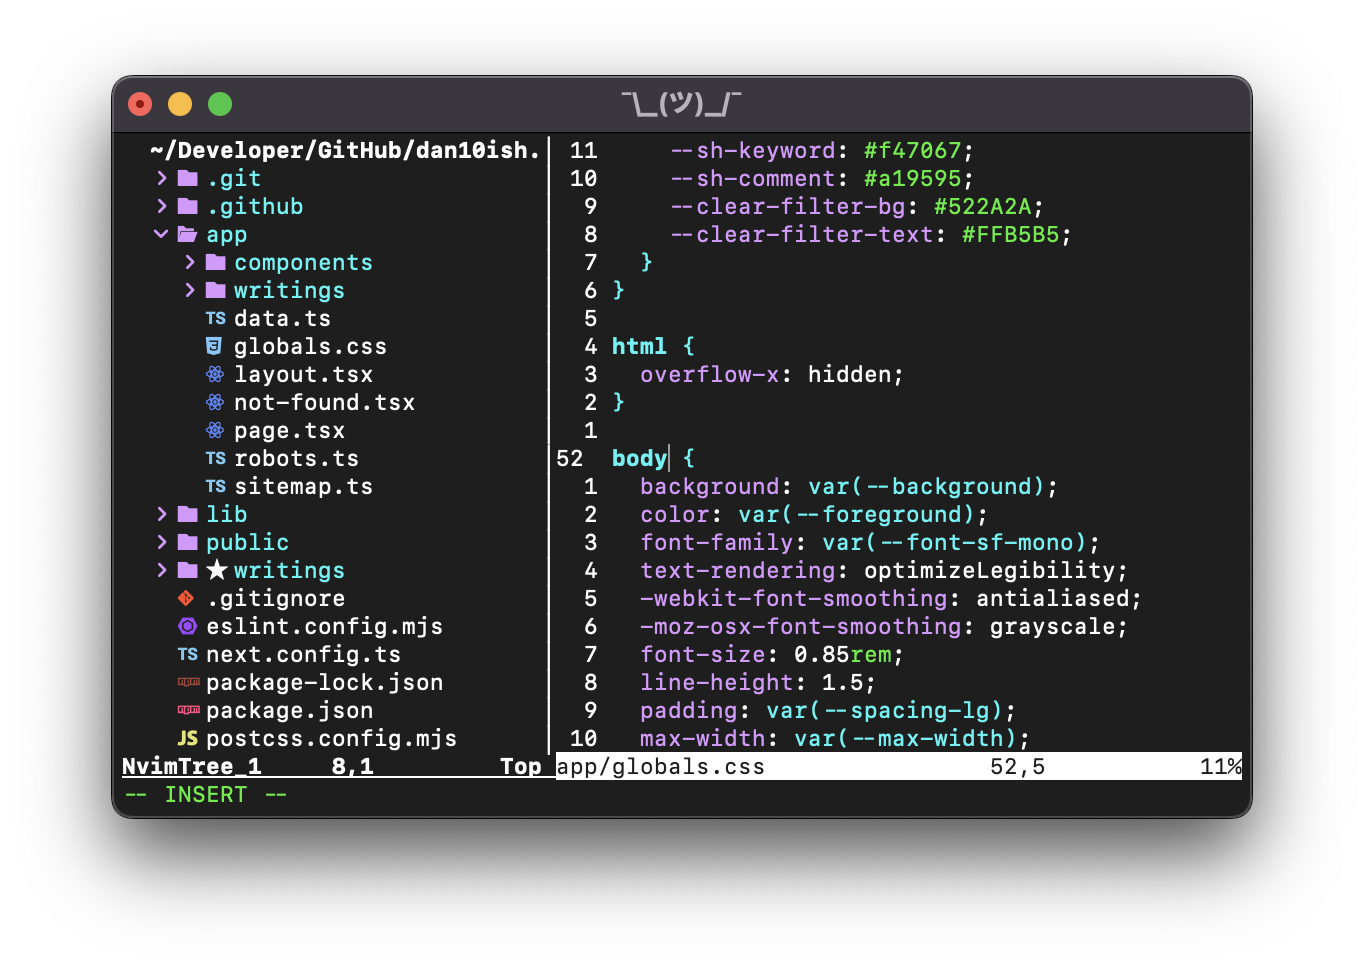 ¯\_(ツ)_/¯
~/Developer/GitHub/dan10ish.
.git
.github
app
components
writings
TS data.ts
globals.css
layout.tsx
not-found.tsx
page.tsx
TS robots.ts
TS sitemap.ts
lib
public
★ writings
.gitignore
eslint.config.mjs
TS next.config.ts
package-lock.json
package.json
JS postcss.config.mjs
NvimTree_1 8,1 Top
11 --sh-keyword: #f47067;
10 --sh-comment: #a19595;
9 --clear-filter-bg: #522A2A;
8 --clear-filter-text: #FFB5B5;
7 }
6 }
5
4 html {
3 overflow-x: hidden;
2 }
1
52 body {
1 background: var(--background);
2 color: var(--foreground);
3 font-family: var(--font-sf-mono);
4 text-rendering: optimizeLegibility;
5 -webkit-font-smoothing: antialiased;
6 -moz-osx-font-smoothing: grayscale;
7 font-size: 0.85rem;
8 line-height: 1.5;
9 padding: var(--spacing-lg);
10 max-width: var(--max-width);
app/globals.css 52,5 11%
-- INSERT --